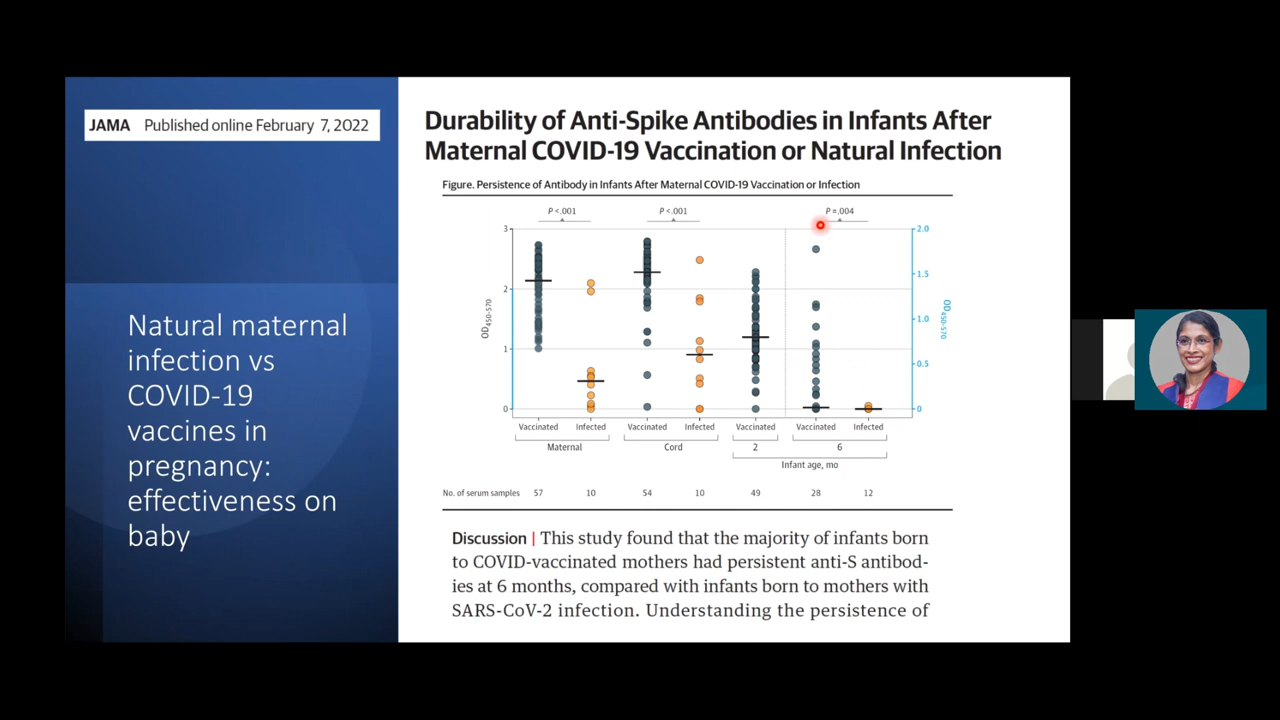 JAMA Published online February 7, 2022
Natural maternal
infection vs
COVID-19
vaccines in
pregnancy:
effectiveness on
baby
Durability of Anti-Spike Antibodies in Infants After
Maternal COVID-19 Vaccination or Natural Infection
Figure. Persistence of Antibody in Infants After Maternal COVID-19 Vaccination or Infection
P <.001 P <.001 P = .004
3 2.0
2 1.5
1.0
1 0.5
0 0
OD450-570
OD450-570
Vaccinated Infected Vaccinated Infected Vaccinated Vaccinated Infected
Maternal Cord 2 6
Infant age, mo
No. of serum samples 57 10 54 10 49 28 12
Discussion | This study found that the majority of infants born
to COVID-vaccinated mothers had persistent anti-S antibod-
ies at 6 months, compared with infants born to mothers with
SARS-CoV-2 infection. Understanding the persistence of